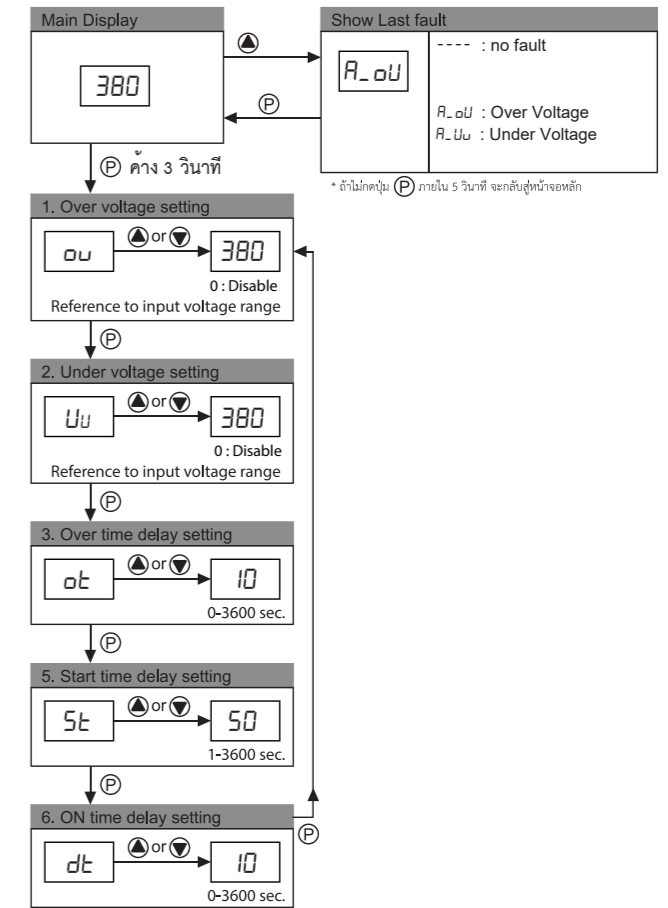 Main Display
380
Show Last fault
A_oU
---- : no fault
A_oU : Over Voltage
A_Uu : Under Voltage
P
P ค้าง 3 วินาที
* ถ้าไม่กดปุ่ม P ภายใน 5 วินาที จะกลับสู่หน้าจอหลัก
1. Over voltage setting
ou
or
380
0 : Disable
Reference to input voltage range
P
2. Under voltage setting
Uu
or
380
0 : Disable
Reference to input voltage range
P
3. Over time delay setting
ot
or
10
0-3600 sec.
P
5. Start time delay setting
St
or
50
1-3600 sec.
P
6. ON time delay setting
P
dt
or
10
0-3600 sec.